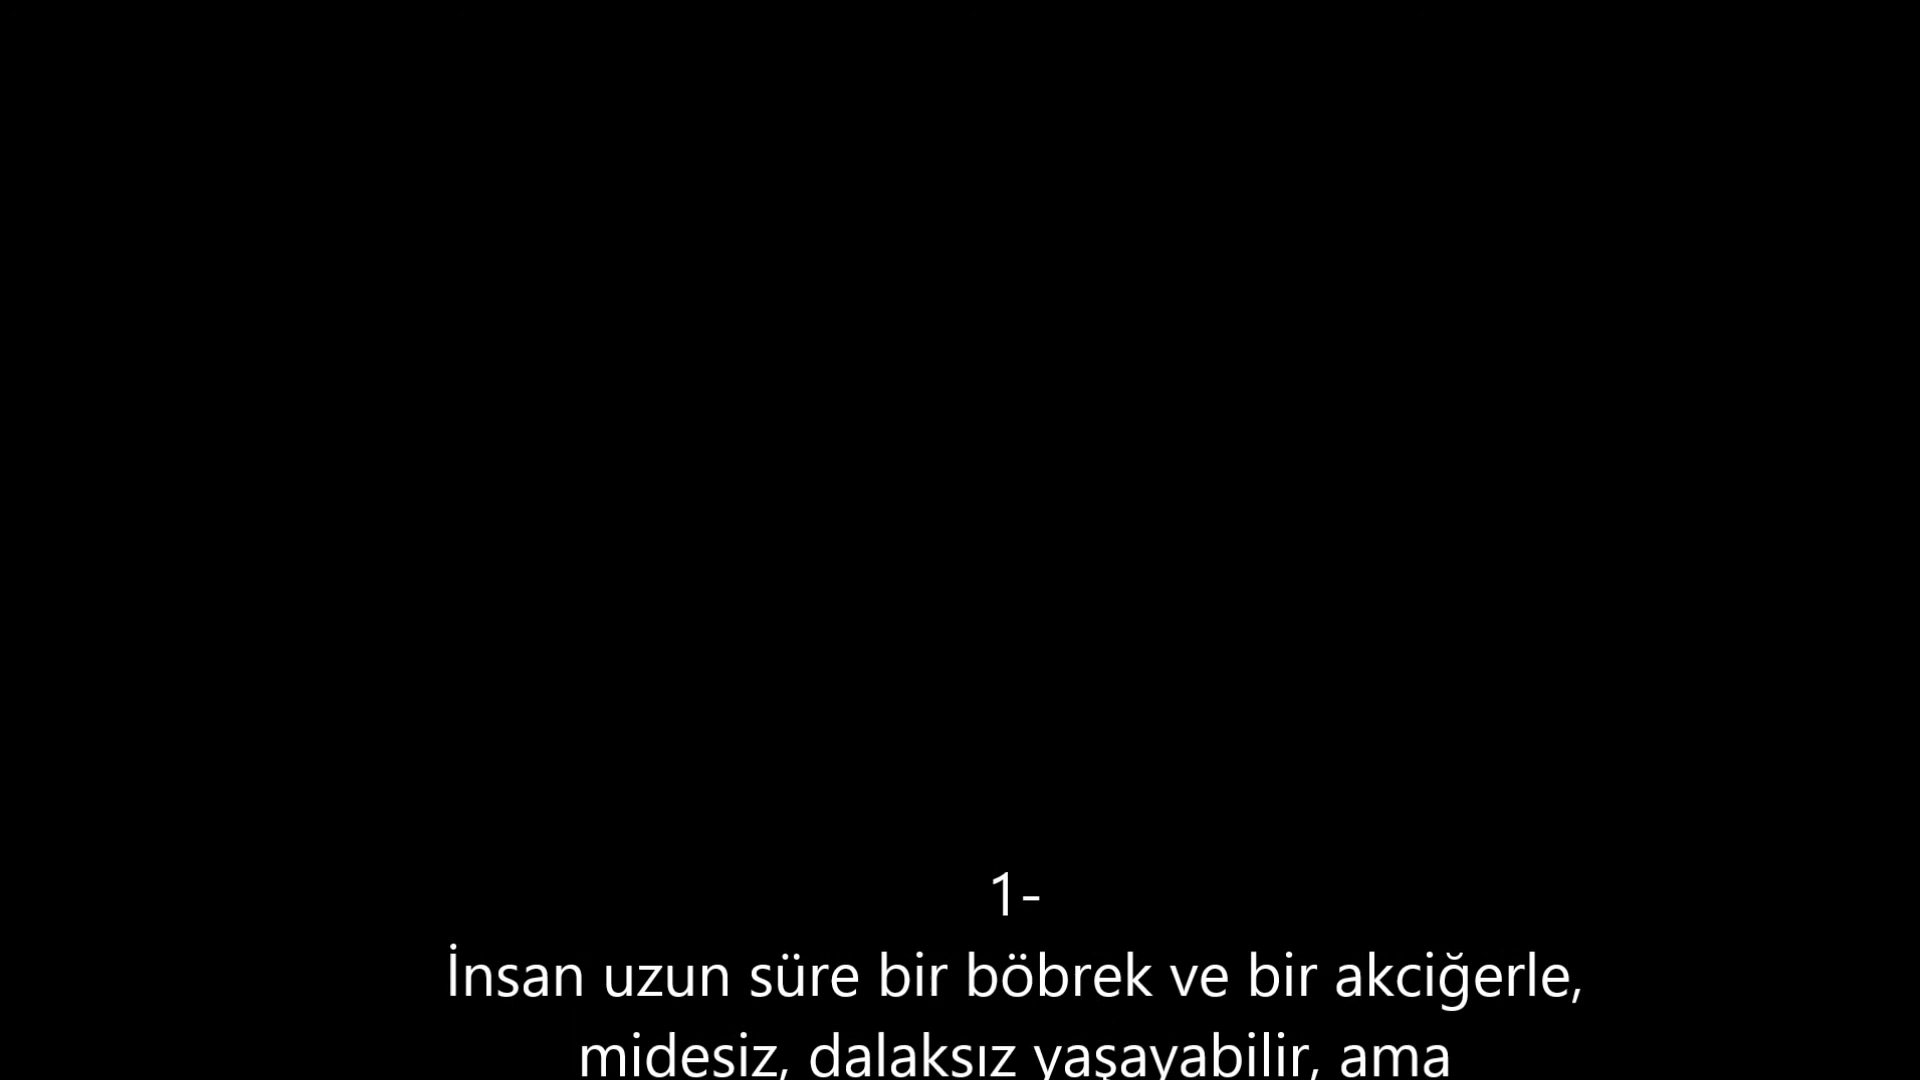 1-
İnsan uzun süre bir böbrek ve bir akciğerle,
midesiz, dalaksız yaşayabilir, ama